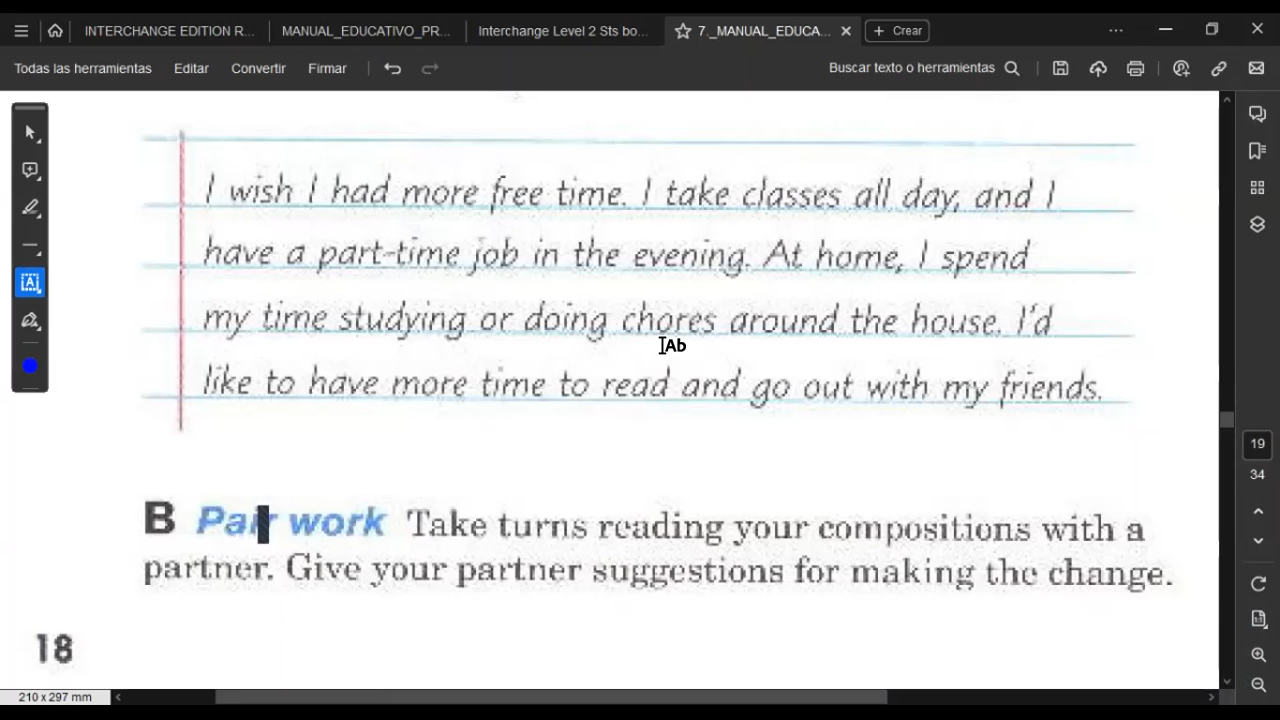 INTERCHANGE EDITION R... MANUAL_EDUCATIVO_PR... Interchange Level 2 Sts bo... 7._MANUAL_EDUCA... + Crear
Todas las herramientas Editar Convertir Firmar Buscar texto o herramientas
I wish I had more free time. I take classes all day, and I
have a part-time job in the evening. At home, I spend
my time studying or doing chores around the house. I'd
Ab
like to have more time to read and go out with my friends.
B Pair work Take turns reading your compositions with a
partner. Give your partner suggestions for making the change.
18
19
34
210 x 297 mm